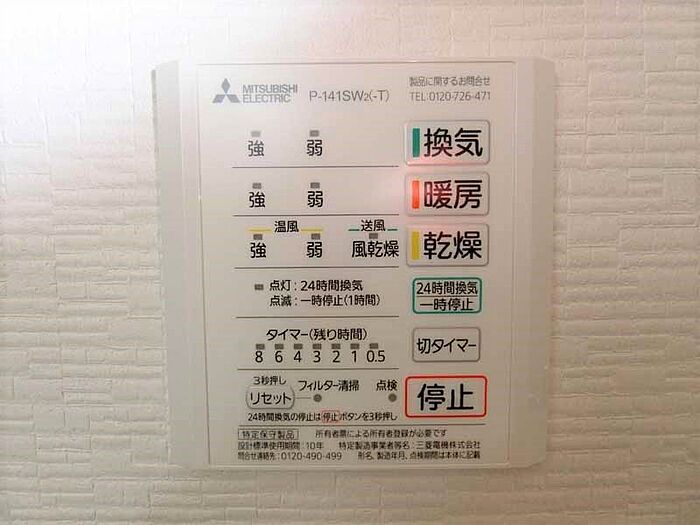 MITSUBISHI
ELECTRIC
P-141SW2(-T)
製品に関するお問合せ
TEL:0120-726-471
強 弱 換気
強 弱 暖房
温風 送風
強 弱 風乾燥 乾燥
点灯：24時間換気
点滅：一時停止(1時間)
24時間換気
一時停止
タイマー(残り時間)
8 6 4 3 2 1 0.5
切タイマー
3秒押し
リセット フィルター清掃 点検
停止
24時間換気の停止は停止ボタンを3秒押し
特定保守製品 所有者票による所有者登録が必要です
設計標準使用期間：10年 特定製造事業者等名：三菱電機株式会社
問合せ連絡先：0120-490-499 形名、製造年月、点検期間は本体に記載